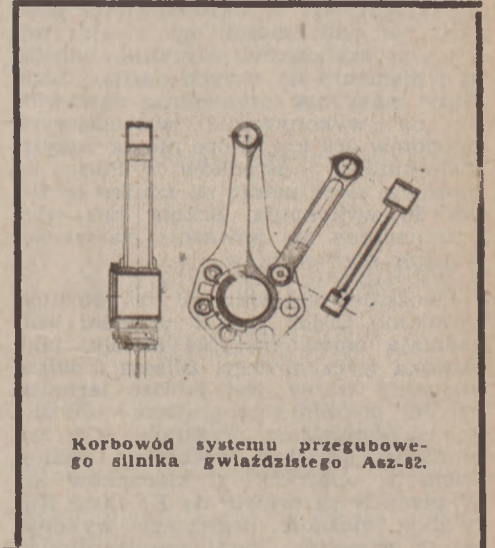 Korbowód systemu przegubowe-
go silnika gwiaździstego Asz-82.